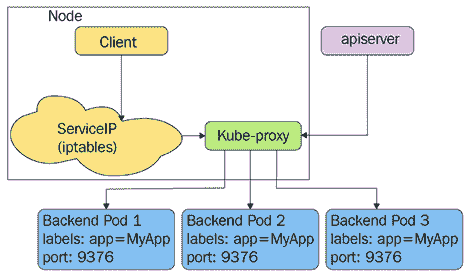 Node
Client
apiserver
ServiceIP
(iptables)
Kube-proxy
Backend Pod 1
labels: app=MyApp
port: 9376
Backend Pod 2
labels: app=MyApp
port: 9376
Backend Pod 3
labels: app=MyApp
port: 9376